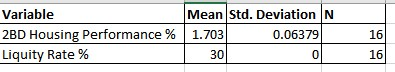 Variable Mean Std. Deviation N
2BD Housing Performance % 1.703 0.06379 16
Liquity Rate % 30 0 16